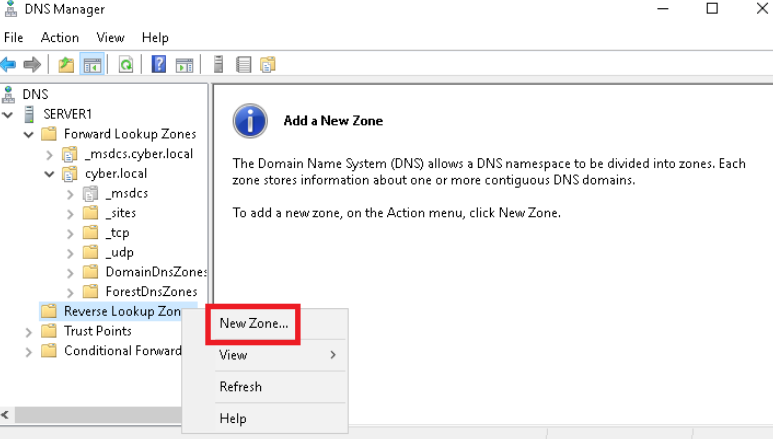 DNS Manager
File Action View Help
DNS
SERVER1
Forward Lookup Zones
_msdcs.cyber.local
cyber.local
_msdcs
_sites
_tcp
_udp
DomainDnsZones
ForestDnsZones
Reverse Lookup Zon
Trust Points
Conditional Forward
Add a New Zone
The Domain Name System (DNS) allows a DNS namespace to be divided into zones. Each
zone stores information about one or more contiguous DNS domains.
To add a new zone, on the Action menu, click New Zone.
New Zone...
View
Refresh
Help